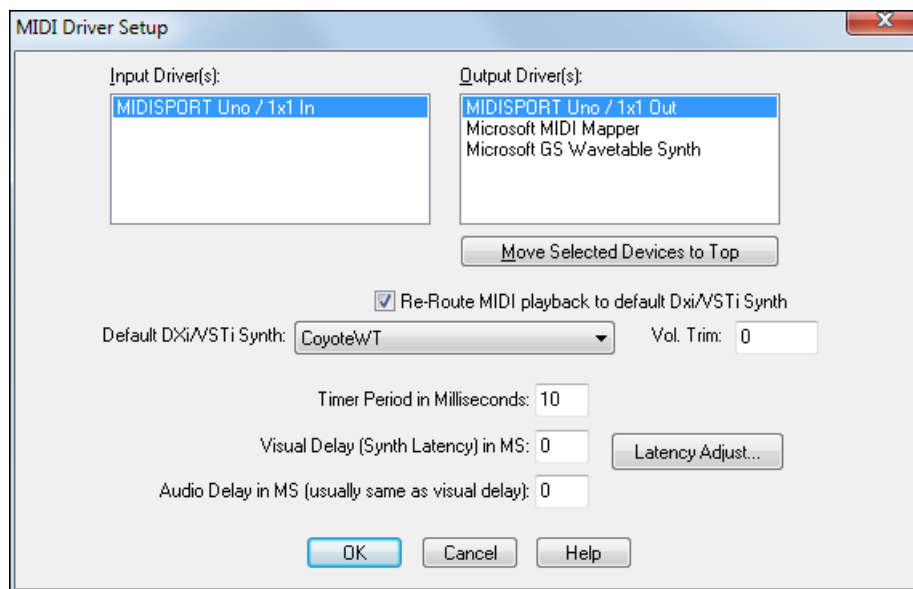 MIDI Driver Setup
Input Driver(s):
Output Driver(s):
MIDISPORT Uno / 1x1 In
MIDISPORT Uno / 1x1 Out
Microsoft MIDI Mapper
Microsoft GS Wavetable Synth
Move Selected Devices to Top
Re-Route MIDI playback to default Dxi/VSTi Synth
Default DXi/VSTi Synth: CoyoteWT Vol. Trim: 0
Timer Period in Milliseconds: 10
Visual Delay (Synth Latency) in MS: 0 Latency Adjust...
Audio Delay in MS (usually same as visual delay): 0
OK Cancel Help